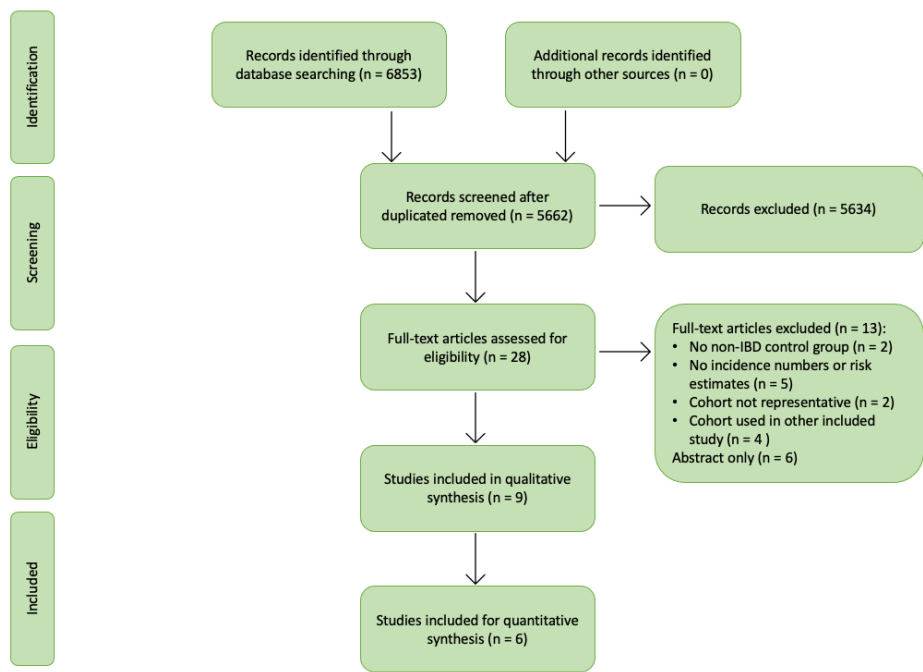 Identification
Records identified through
database searching (n = 6853)
Additional records identified
through other sources (n = 0)
Screening
Records screened after
duplicated removed (n = 5662)
Records excluded (n = 5634)
Eligibility
Full-text articles assessed for
eligibility (n = 28)
Full-text articles excluded (n = 13):
• No non-IBD control group (n = 2)
• No incidence numbers or risk
estimates (n = 5)
• Cohort not representative (n = 2)
• Cohort used in other included
study (n = 4 )
Abstract only (n = 6)
Studies included in qualitative
synthesis (n = 9)
Included
Studies included for quantitative
synthesis (n = 6)